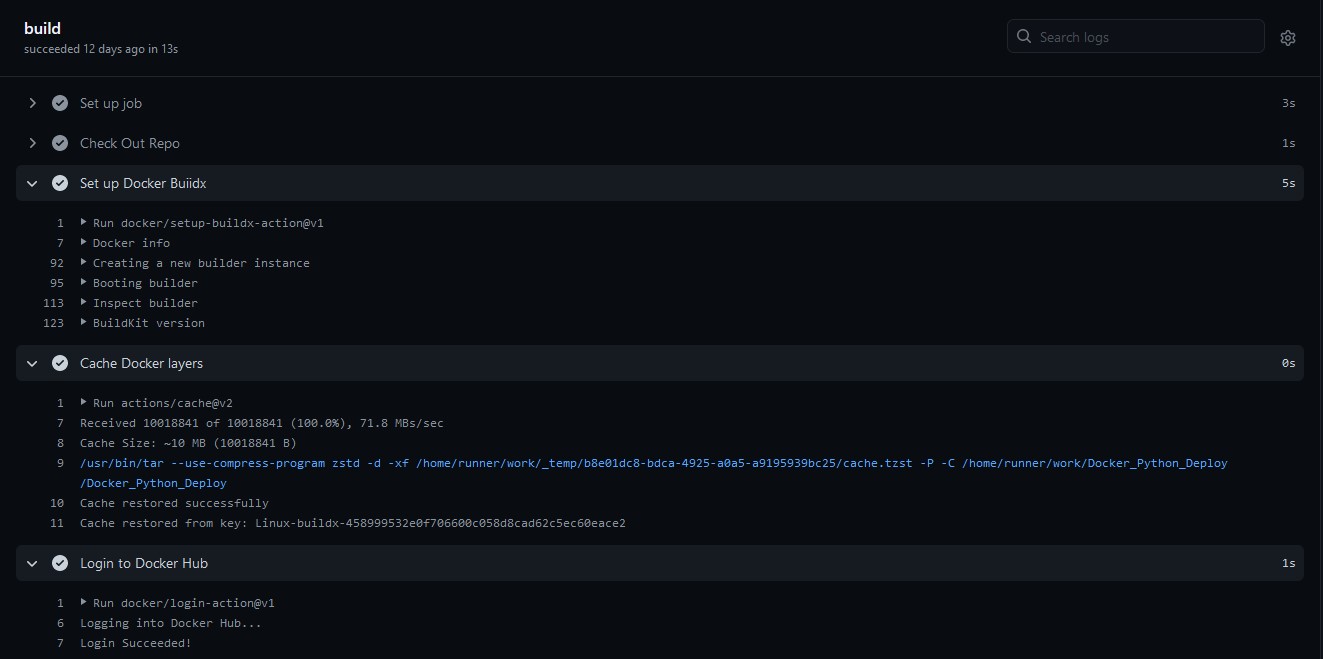 build
succeeded 12 days ago in 13s
Search logs
Set up job 3s
Check Out Repo 1s
Set up Docker Buiidx 5s
1 Run docker/setup-buildx-action@v1
7 Docker info
92 Creating a new builder instance
95 Booting builder
113 Inspect builder
123 BuildKit version
Cache Docker layers 0s
1 Run actions/cache@v2
7 Received 10018841 of 10018841 (100.0%), 71.8 MBs/sec
8 Cache Size: ~10 MB (10018841 B)
9 /usr/bin/tar --use-compress-program zstd -d -xf /home/runner/work/_temp/b8e01dc8-bdca-4925-a0a5-a9195939bc25/cache.tzst -P -C /home/runner/work/Docker_Python_Deploy
/Docker_Python_Deploy
10 Cache restored successfully
11 Cache restored from key: Linux-buildx-458999532e0f706600c058d8cad62c5ec60eace2
Login to Docker Hub 1s
1 Run docker/login-action@v1
6 Logging into Docker Hub...
7 Login Succeeded!